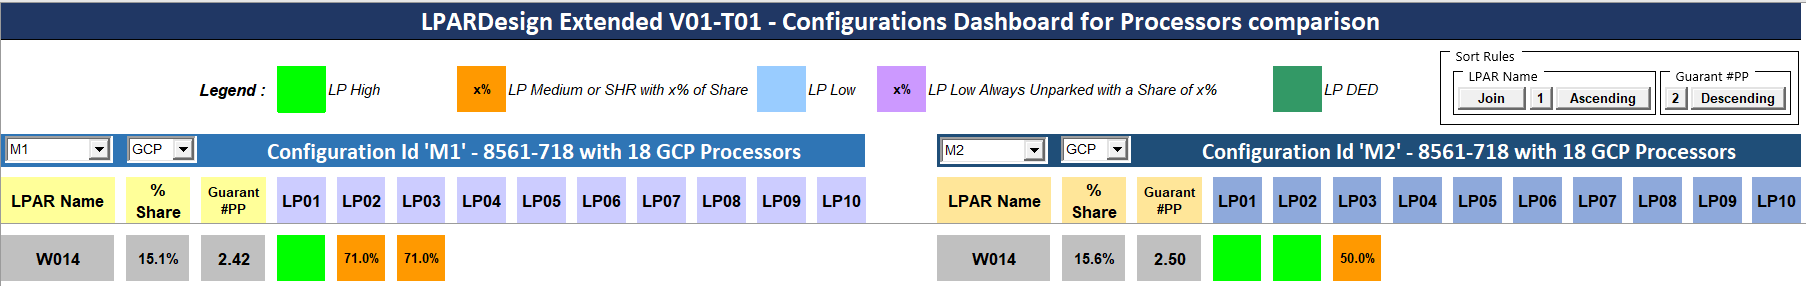 LPARDesign Extended V01-T01 - Configurations Dashboard for Processors comparison
Sort Rules
LPAR Name
Guarant #PP
Legend :
LP High
x%
LP Medium or SHR with x% of Share
LP Low
x%
LP Low Always Unparked with a Share of x%
LP DED
Join
1
Ascending
2
Descending
M1
GCP
Configuration Id 'M1' - 8561-718 with 18 GCP Processors
M2
GCP
Configuration Id 'M2' - 8561-718 with 18 GCP Processors
LPAR Name
%
Share
Guarant
#PP
LP01
LP02
LP03
LP04
LP05
LP06
LP07
LP08
LP09
LP10
LPAR Name
%
Share
Guarant
#PP
LP01
LP02
LP03
LP04
LP05
LP06
LP07
LP08
LP09
LP10
W014
15.1%
2.42
71.0%
71.0%
W014
15.6%
2.50
50.0%